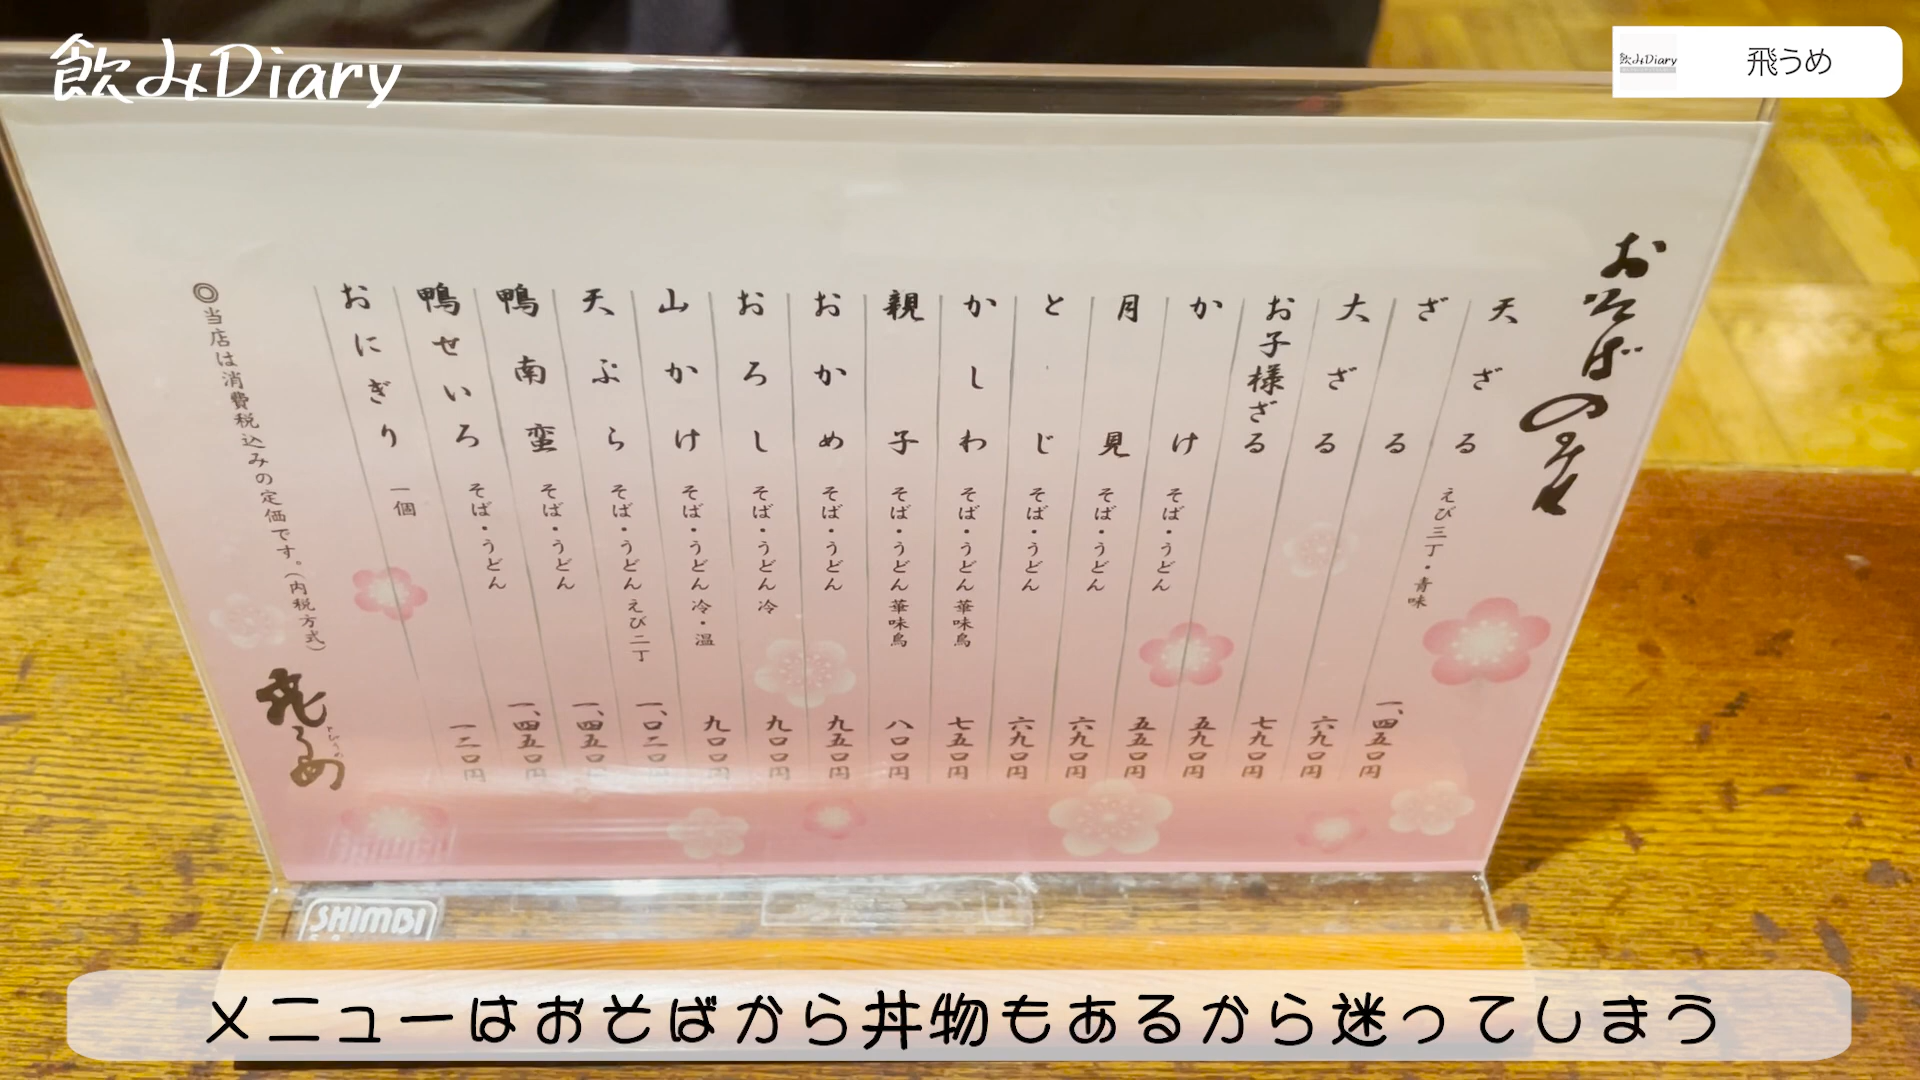 飲みDiary
飲みDiary
飛うめ
おそばのみせ
天ざる えび三丁・青味 一、四五〇円
ざる 六九〇円
大ざる 七九〇円
お子様ざる 五九〇円
かけ そば・うどん 五五〇円
月見 そば・うどん 六九〇円
とじ そば・うどん 六九〇円
かしわ そば・うどん 華味鳥 七五〇円
親子 そば・うどん 華味鳥 八〇〇円
おかめ そば・うどん 九五〇円
おろし そば・うどん 冷 九〇〇円
山かけ そば・うどん 冷・温 九〇〇円
天ぷら そば・うどん えび二丁 一、〇二〇円
鴨南蛮 そば・うどん 一、四五〇円
鴨せいろ そば・うどん 一、四五〇円
おにぎり 一個 一二〇円
◎当店は消費税込みの定価です。(内税方式)
飛うめ
とびうめ
SHIMBI
メニューはおそばから丼物もあるから迷ってしまう